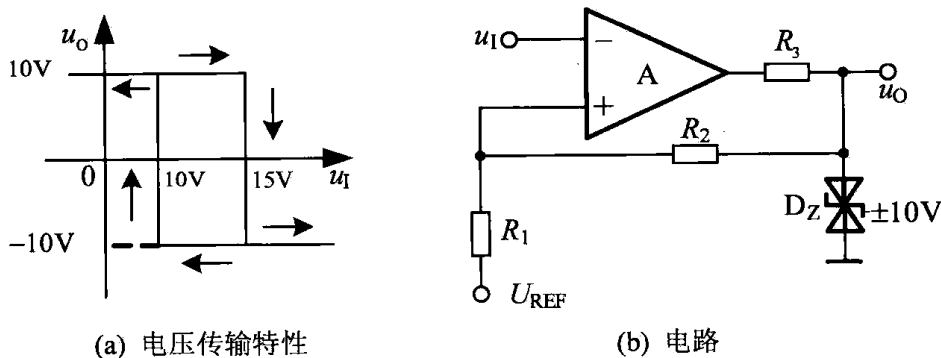 u_O
10V
0
10V
15V
u_I
−10V
(a) 电压传输特性
u_I
−
A
+
R_3
u_O
R_2
R_1
D_Z
±10V
U_REF
(b) 电路